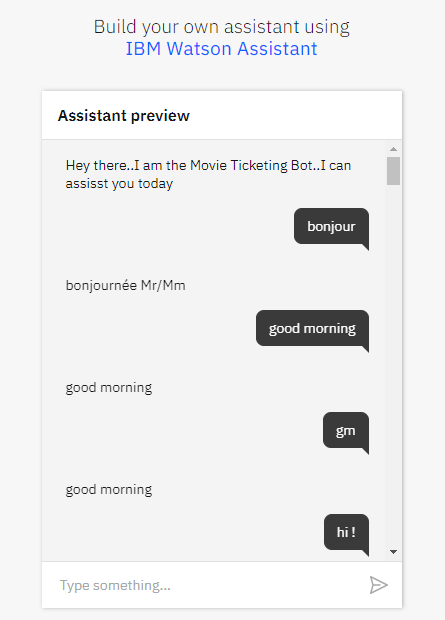 Build your own assistant using
IBM Watson Assistant
Assistant preview
Hey there..I am the Movie Ticketing Bot..I can
assisst you today
bonjour
bonjournée Mr/Mm
good morning
good morning
gm
good morning
hi !
Type something...